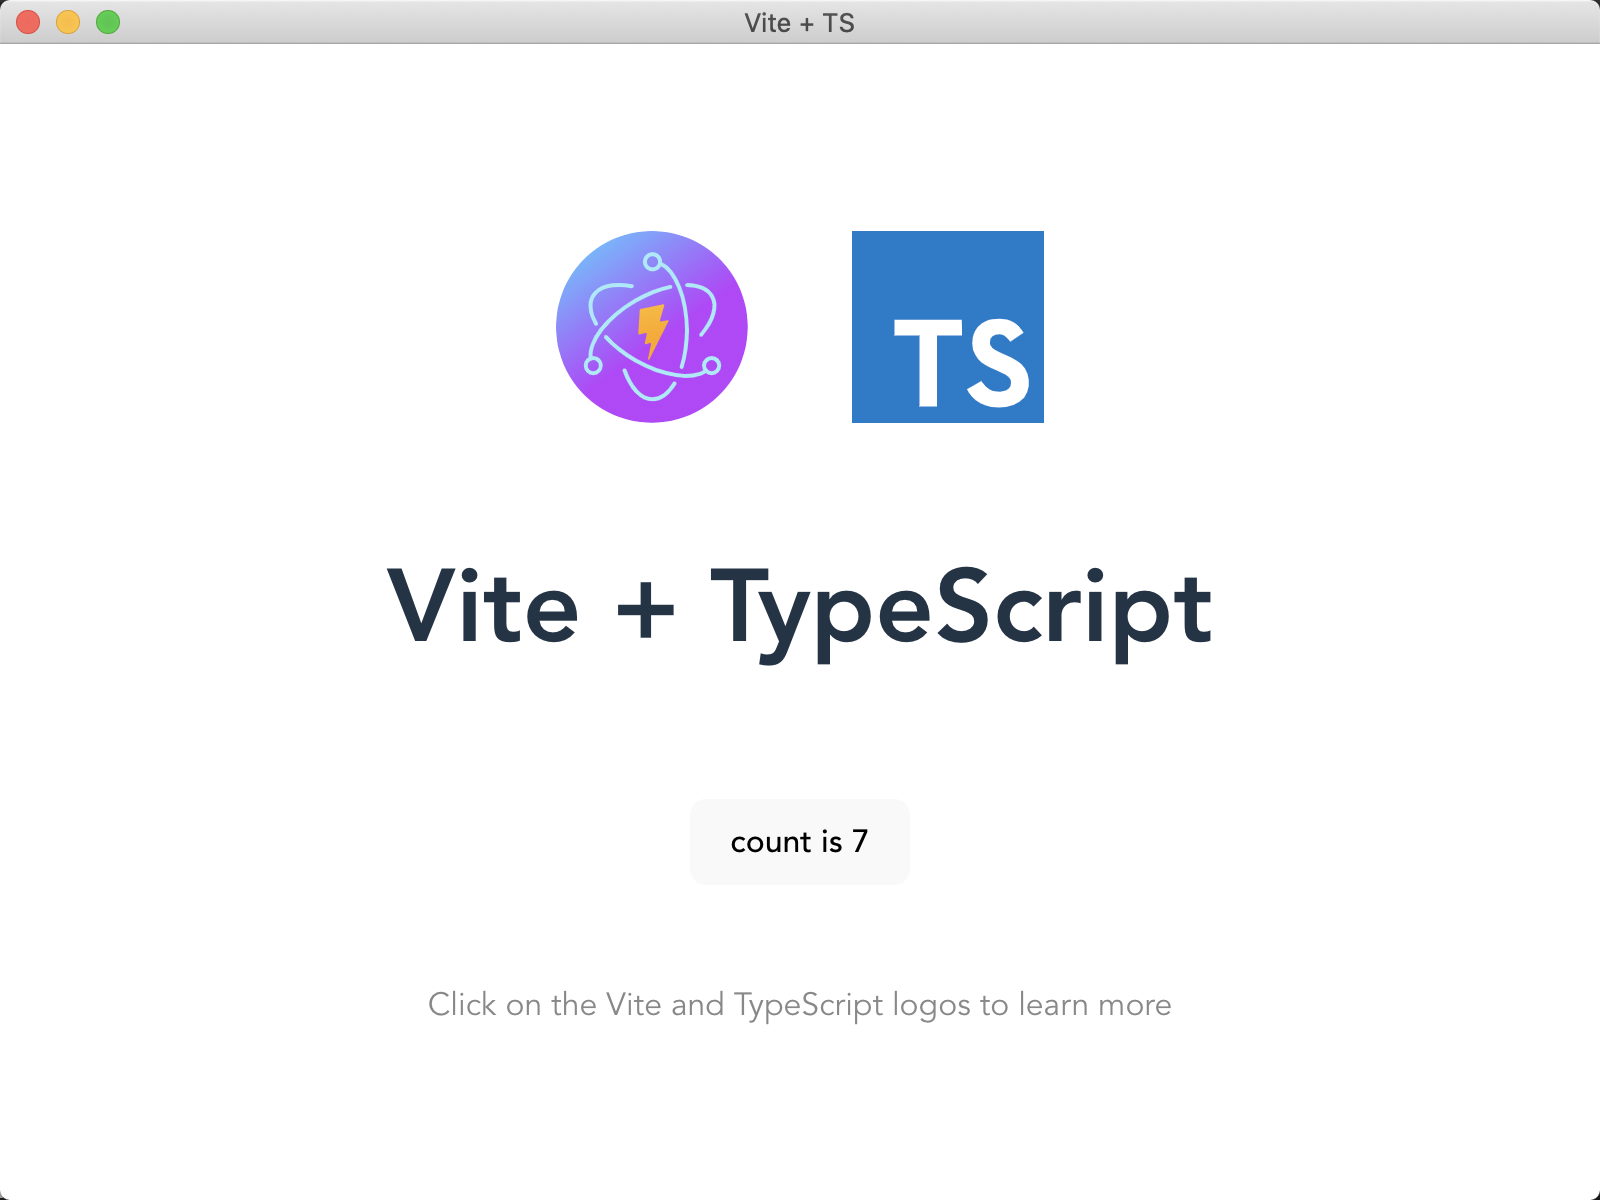 Vite + TS
TS
Vite + TypeScript
count is 7
Click on the Vite and TypeScript logos to learn more